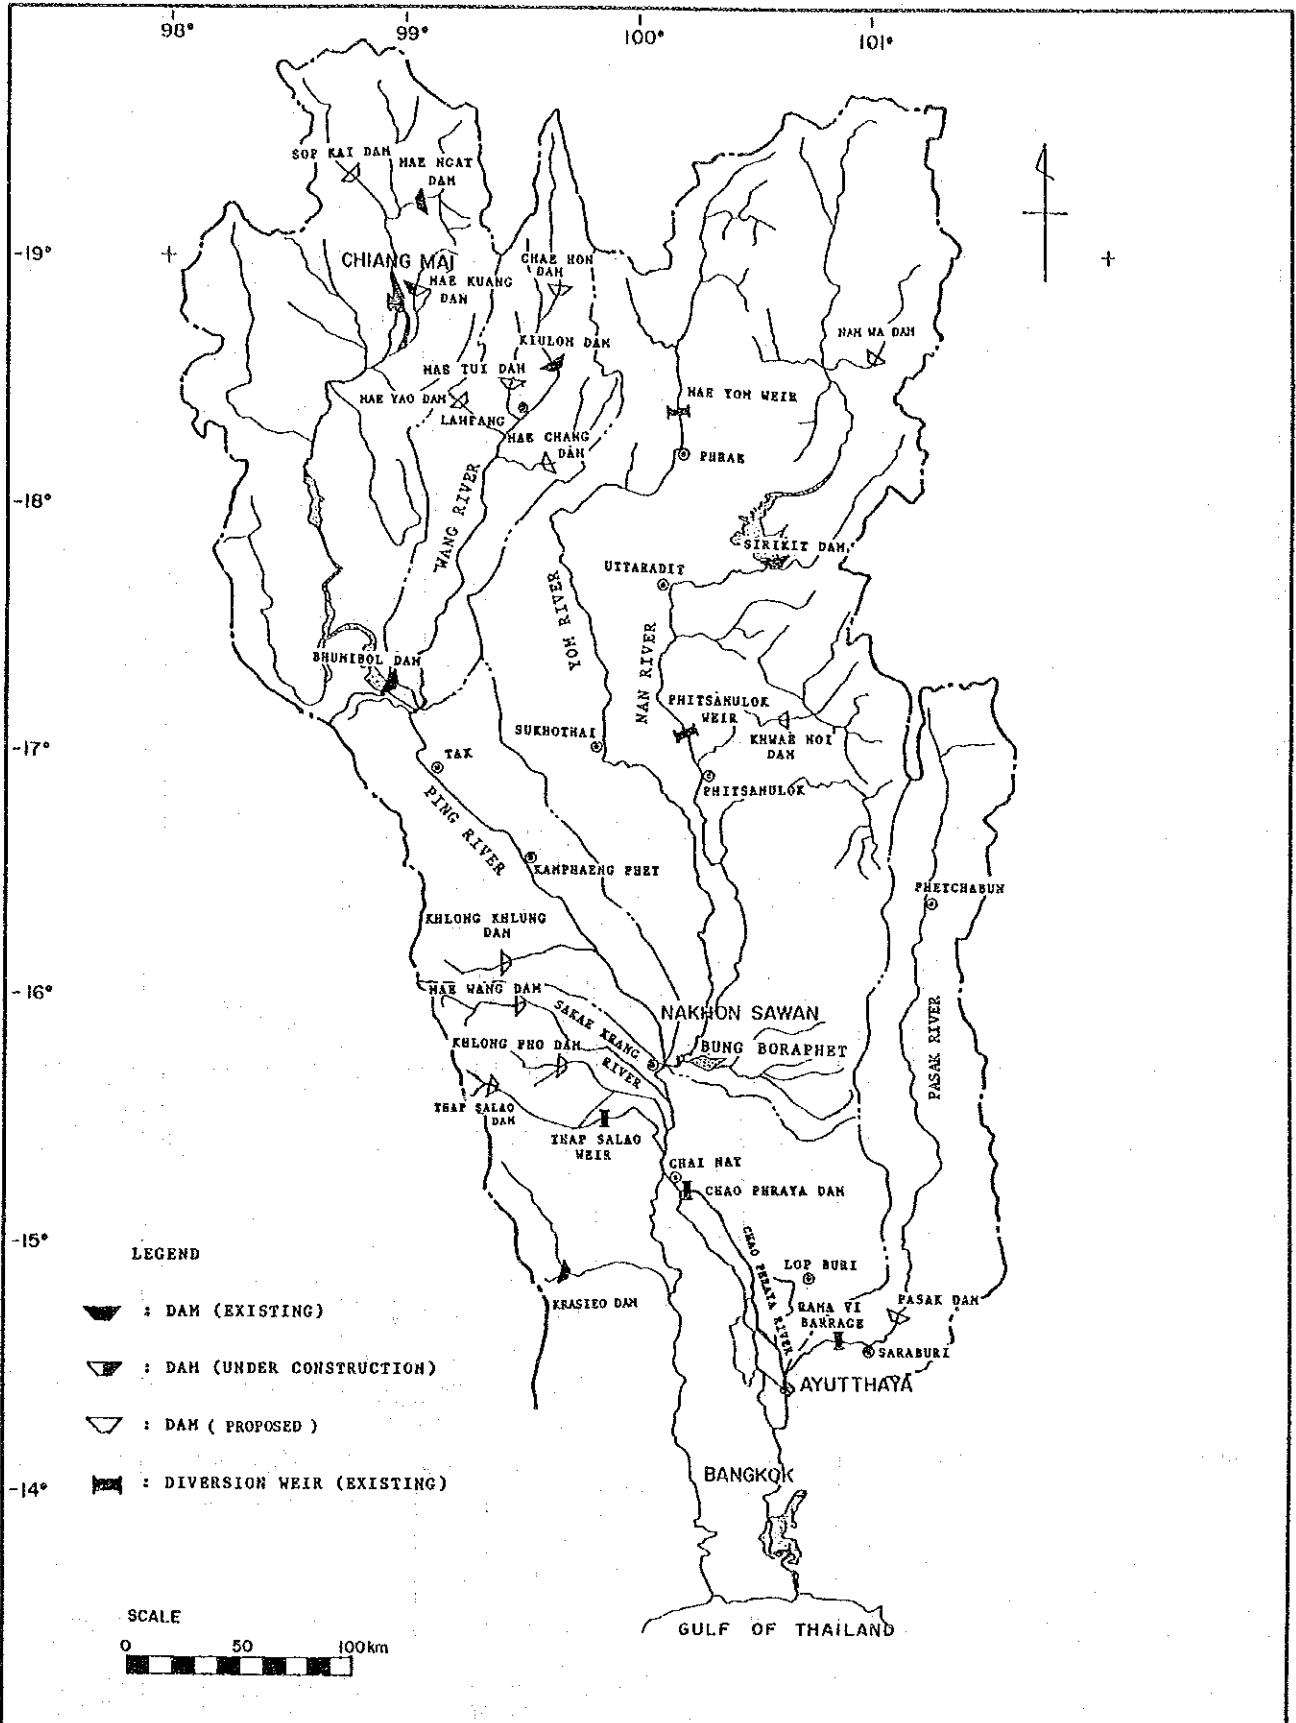 98°
99°
100°
101°
SOP KAI DAM
MAE NGAT
DAM
-19°
CHIANG MAI
CHAE HON
DAM
MAE KUANG
DAM
NAM WA DAM
KIULOM DAM
MAE TUI DAM
MAE YAO DAM
MAE YOM WEIR
LAMPANG
MAE CHANG
DAM
PHRAE
-18°
WANG RIVER
SIRIKIT DAM
UTTARADIT
YOM RIVER
NAN RIVER
BHUMIBOL DAM
PHITSANULOK
WEIR
SUKHOTHAI
KHWAE NOI
DAM
-17°
TAK
PHITSANULOK
PING RIVER
KAMPHAENG PHET
PHETCHABUN
KHLONG KHLUNG
DAM
-16°
MAE WANG DAM
SAKAE KRANG
RIVER
NAKHON SAWAN
PASAK RIVER
KHLONG PHO DAM
BUNG BORAPHET
THAP SALAO
DAM
THAP SALAO
WEIR
CHAI NAT
CHAO PHRAYA DAM
-15°
CHAO PHRAYA RIVER
LEGEND
LOP BURI
: DAM (EXISTING)
KRASIEO DAM
RAMA VI
BARRAGE
PASAK DAM
SARABURI
: DAM (UNDER CONSTRUCTION)
AYUTTHAYA
: DAM ( PROPOSED )
BANGKOK
-14°
: DIVERSION WEIR (EXISTING)
SCALE
0 50 100km
GULF OF THAILAND